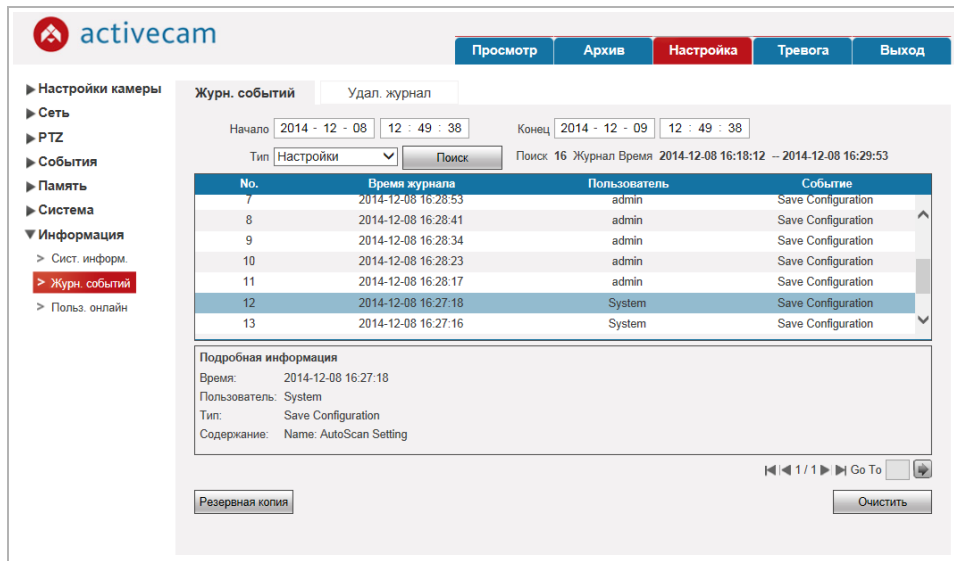 activecam
Просмотр Архив Настройка Тревога Выход
Настройки камеры
Сеть
PTZ
События
Память
Система
Информация
> Сист. информ.
> Журн. событий
> Польз. онлайн
Журн. событий Удал. журнал
Начало 2014 - 12 - 08 12 : 49 : 38 Конец 2014 - 12 - 09 12 : 49 : 38
Тип Настройки Поиск Поиск 16 Журнал Время 2014-12-08 16:18:12 -- 2014-12-08 16:29:53
No. Время журнала Пользователь Событие
7 2014-12-08 16:28:53 admin Save Configuration
8 2014-12-08 16:28:41 admin Save Configuration
9 2014-12-08 16:28:34 admin Save Configuration
10 2014-12-08 16:28:23 admin Save Configuration
11 2014-12-08 16:28:17 admin Save Configuration
12 2014-12-08 16:27:18 System Save Configuration
13 2014-12-08 16:27:16 System Save Configuration
Подробная информация
Время: 2014-12-08 16:27:18
Пользователь: System
Тип: Save Configuration
Содержание: Name: AutoScan Setting
1 / 1 Go To
Резервная копия Очистить